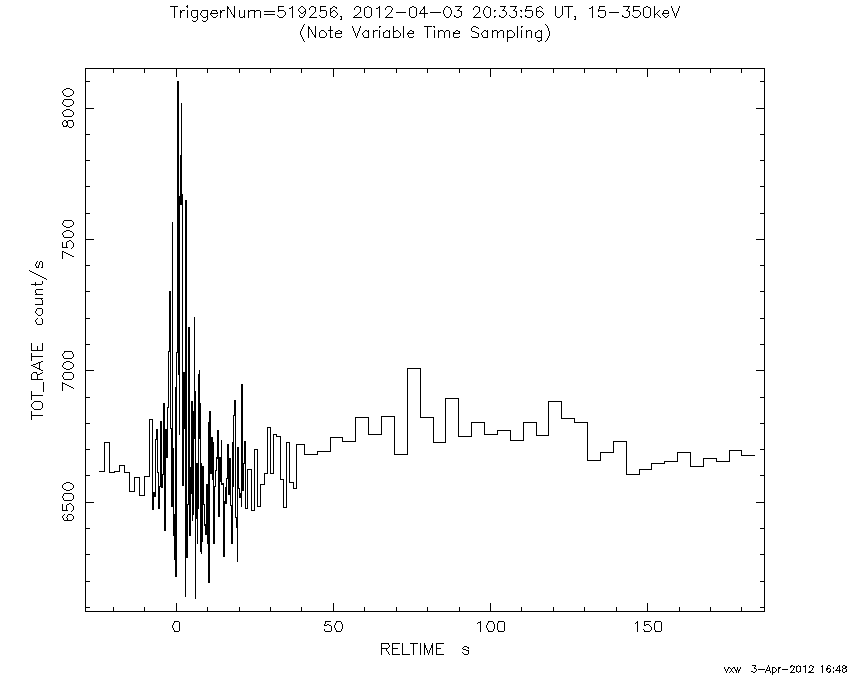 TriggerNum=519256, 2012-04-03 20:33:56 UT, 15-350keV
(Note Variable Time Sampling)
TOT_RATE count/s
8000
7500
7000
6500
0 50 100 150
RELTIME s
vxw 3-Apr-2012 16:48